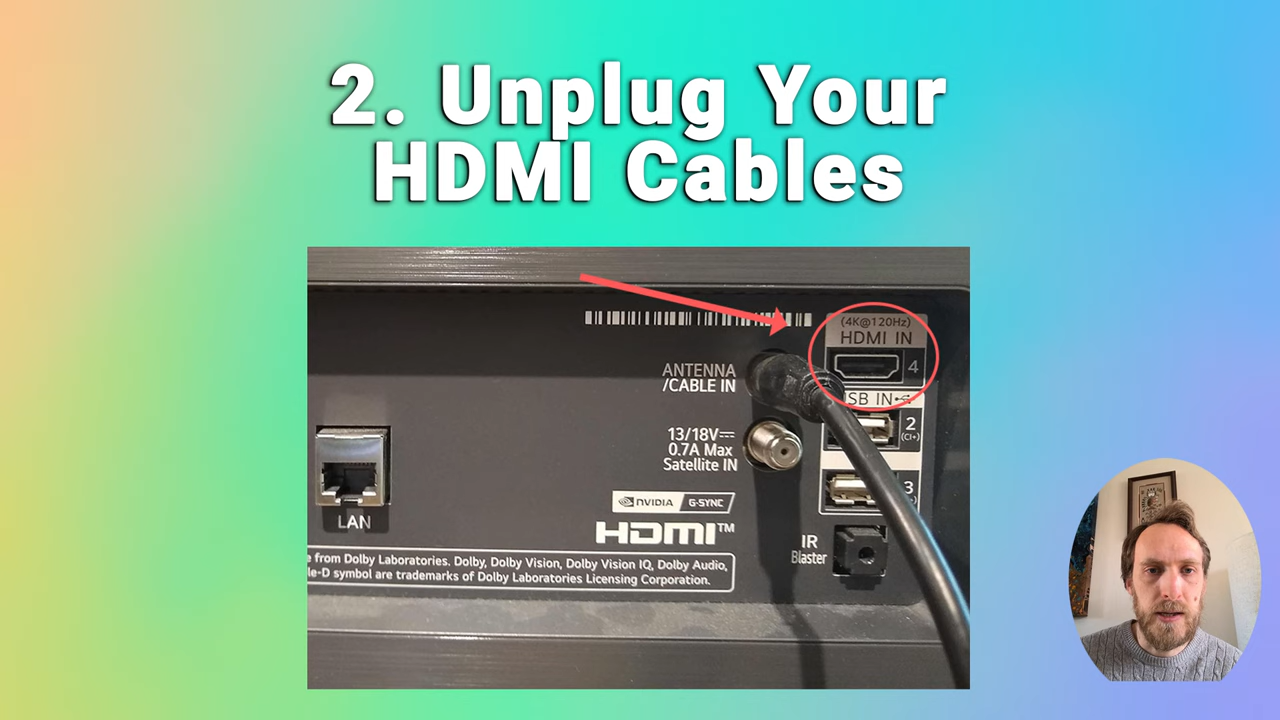 2. Unplug Your
HDMI Cables
(4K@120Hz)
HDMI IN
4
ANTENNA
/CABLE IN
SB IN
2
(CI+)
13/18V
0.7A Max
Satellite IN
3
NVIDIA G-SYNC
HDMI™
LAN
IR
Blaster
e from Dolby Laboratories. Dolby, Dolby Vision, Dolby Vision IQ, Dolby Audio,
le-D symbol are trademarks of Dolby Laboratories Licensing Corporation.